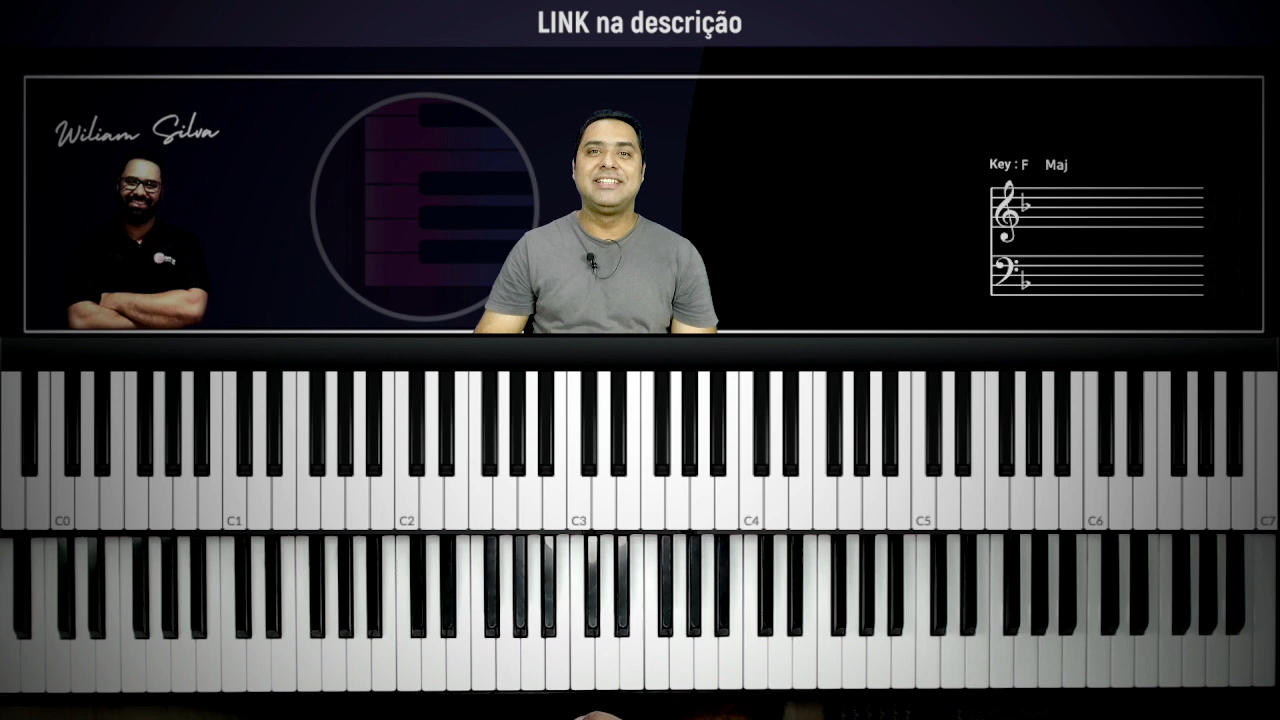 LINK na descrição
Wiliam Silva
Key : F Maj
C0 C1 C2 C3 C4 C5 C6 C7